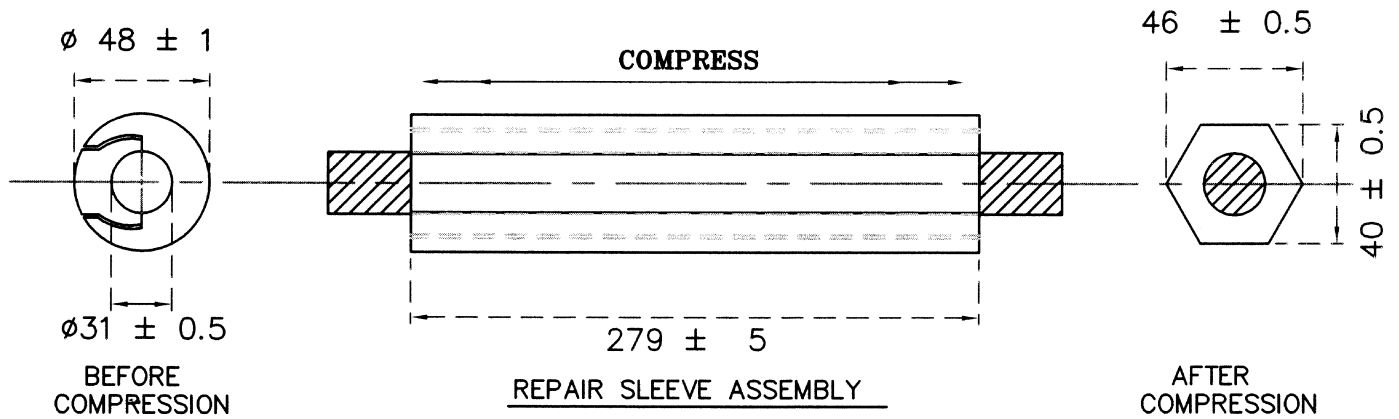 ø 48 ± 1
COMPRESS
46 ± 0.5
40 ± 0.5
ø31 ± 0.5
279 ± 5
BEFORE
COMPRESSION
REPAIR SLEEVE ASSEMBLY
AFTER
COMPRESSION